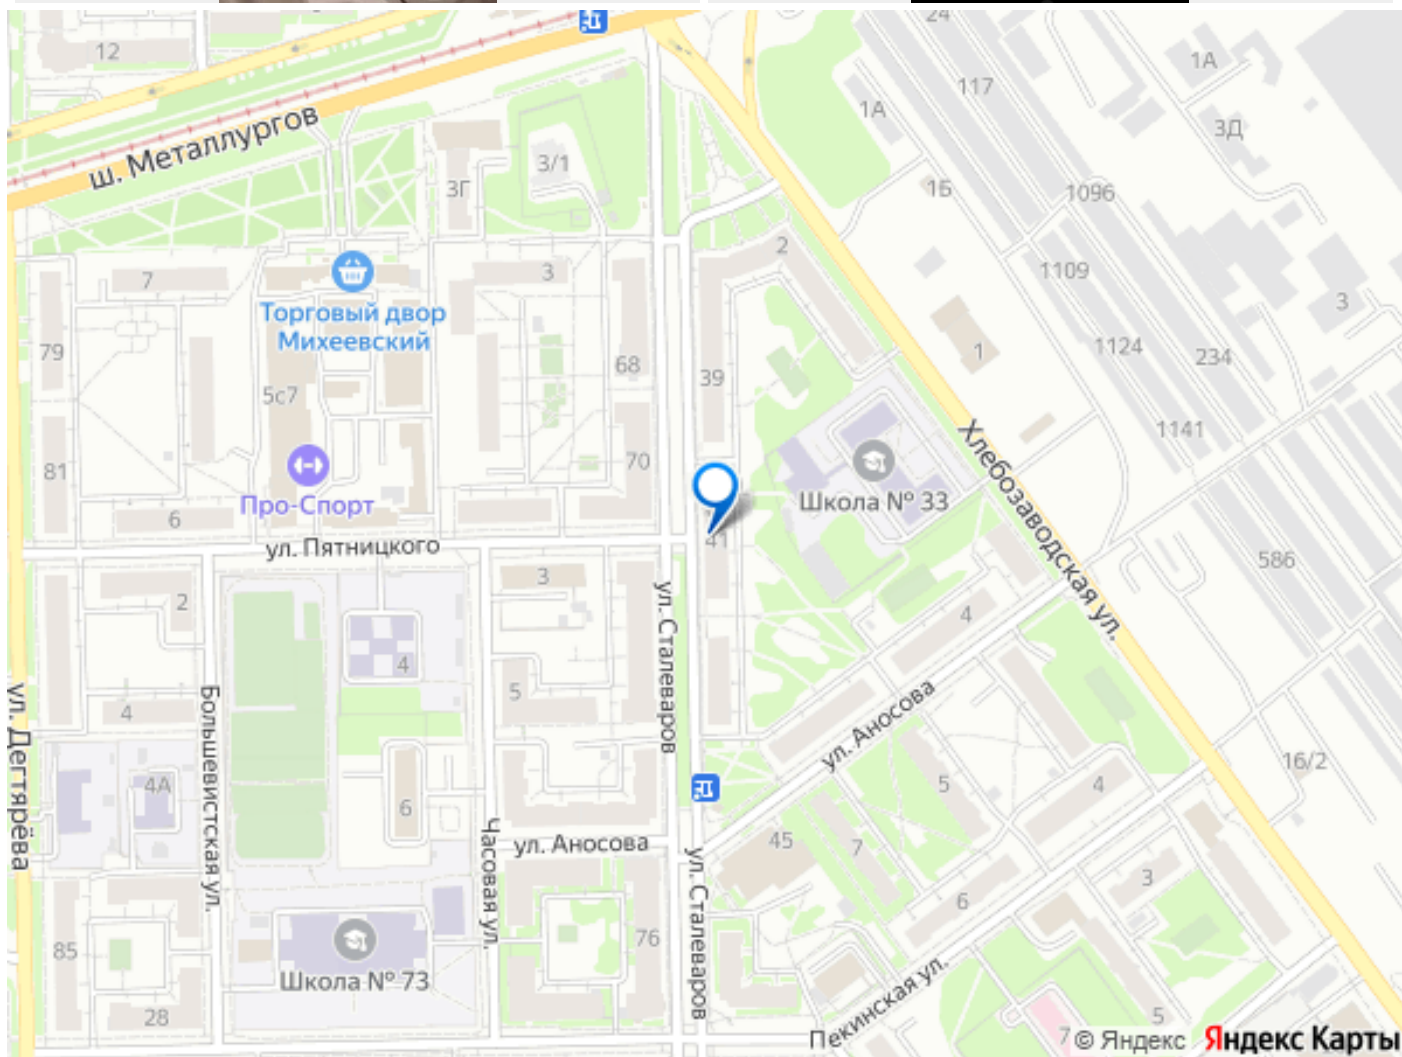 24
12
1А
117
1А
3Д
ш. Металлургов
3/1
3Г
1Б
1096
2
1109
7
3
3
Торговый двор
Михеевский
79
68
39
1
1124
234
5с7
1141
81
70
Про-Спорт
Школа № 33
Хлебозаводская ул.
6
ул. Пятницкого
41
586
3
2
4
4
ул. Сталеваров
5
4
ул. Дегтярёва
Большевистская ул.
ул. Аносова
16/2
4А
6
5
4
Часовая ул.
ул. Аносова
45
7
ул. Сталеваров
3
6
85
76
Школа № 73
28
Пекинская ул.
5
7
© Яндекс
Яндекс Карты